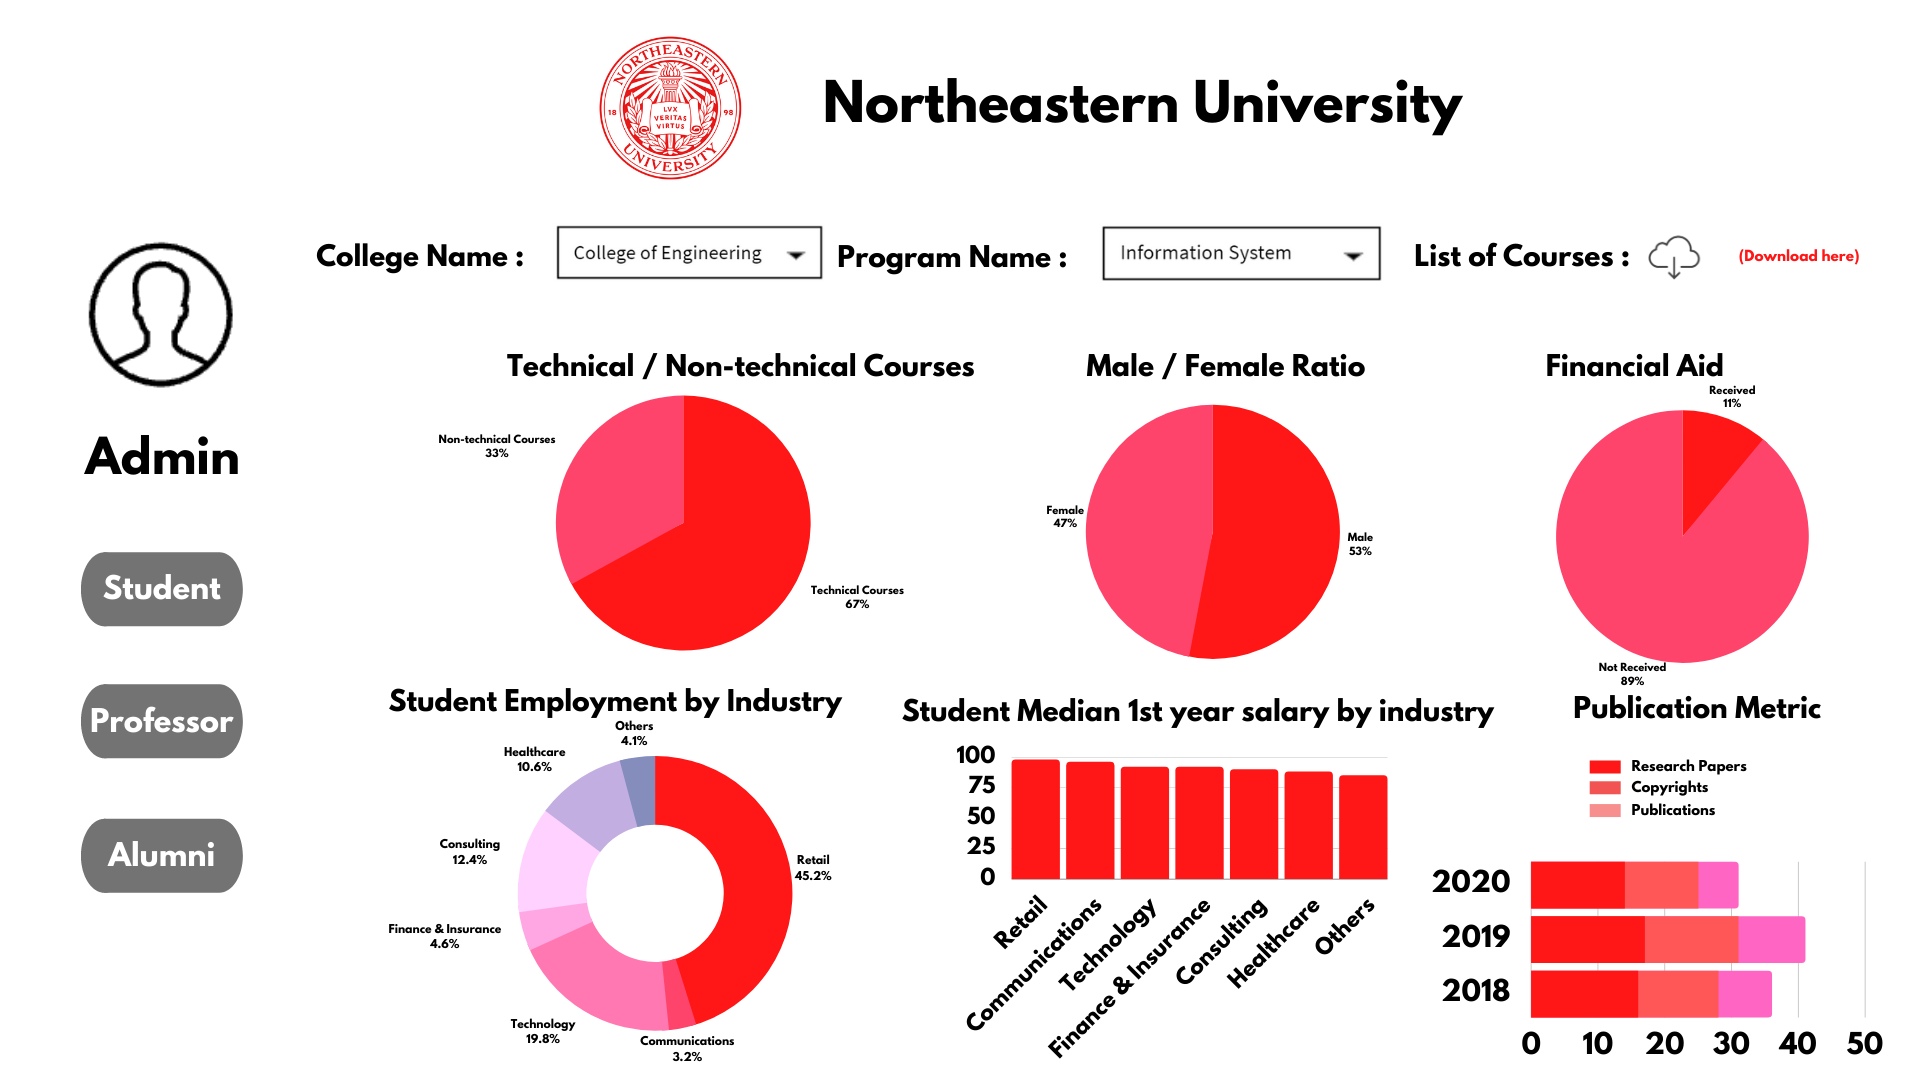 NORTHEASTERN
UNIVERSITY
18
98
LVX
VERITAS
VIRTUS
Northeastern University
College Name :
College of Engineering
Program Name :
Information System
List of Courses :
(Download here)
Admin
Student
Professor
Alumni
Technical / Non-technical Courses
Non-technical Courses
33%
Technical Courses
67%
Male / Female Ratio
Female
47%
Male
53%
Financial Aid
Received
11%
Not Received
89%
Student Employment by Industry
Others
4.1%
Healthcare
10.6%
Consulting
12.4%
Finance & Insurance
4.6%
Technology
19.8%
Communications
3.2%
Retail
45.2%
Student Median 1st year salary by industry
100
75
50
25
0
Retail
Communications
Technology
Finance & Insurance
Consulting
Healthcare
Others
Publication Metric
Research Papers
Copyrights
Publications
2020
2019
2018
0 10 20 30 40 50